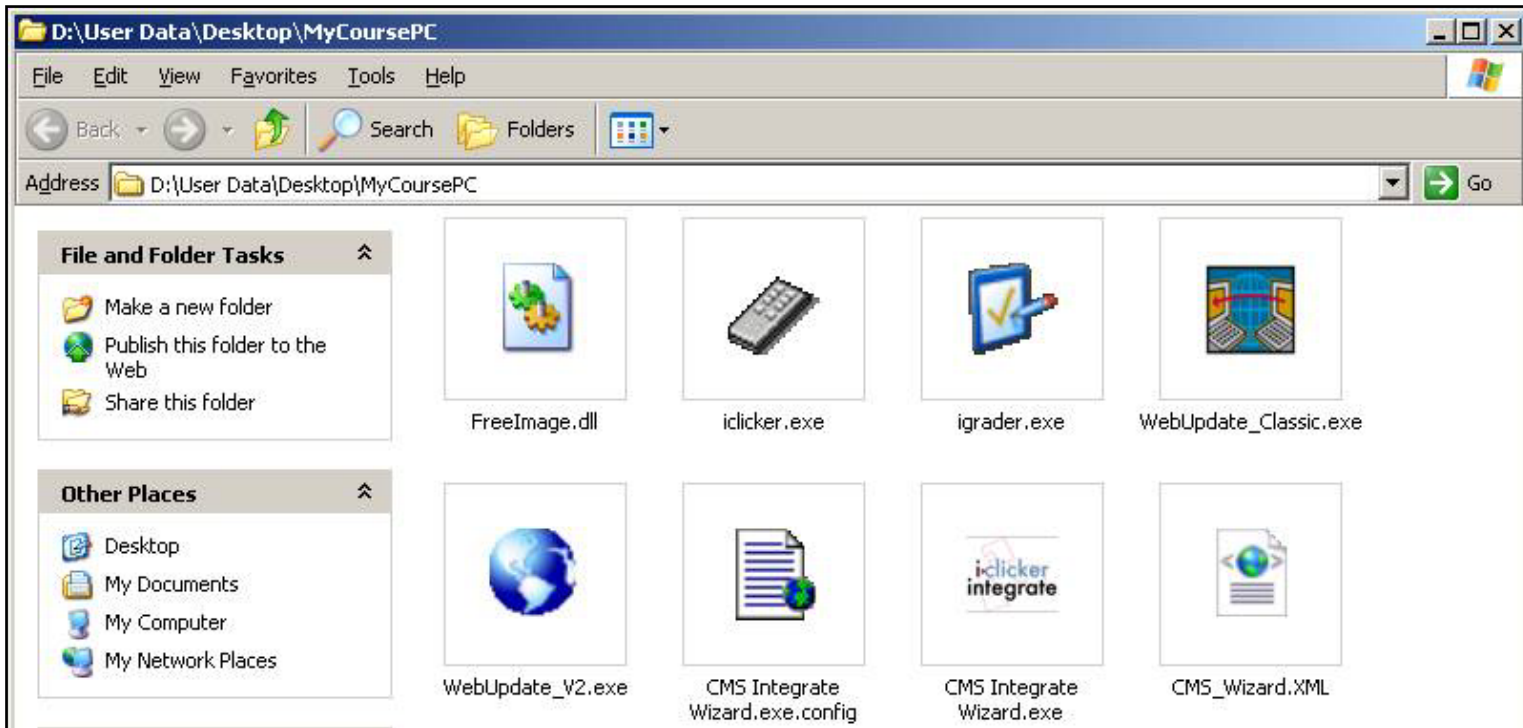 D:\User Data\Desktop\MyCoursePC
File Edit View Favorites Tools Help
Back Search Folders
Address D:\User Data\Desktop\MyCoursePC Go
File and Folder Tasks
Make a new folder
Publish this folder to the
Web
Share this folder
Other Places
Desktop
My Documents
My Computer
My Network Places
FreeImage.dll
iclicker.exe
igrader.exe
WebUpdate_Classic.exe
WebUpdate_V2.exe
CMS Integrate
Wizard.exe.config
i>clicker
integrate
CMS Integrate
Wizard.exe
CMS_Wizard.XML